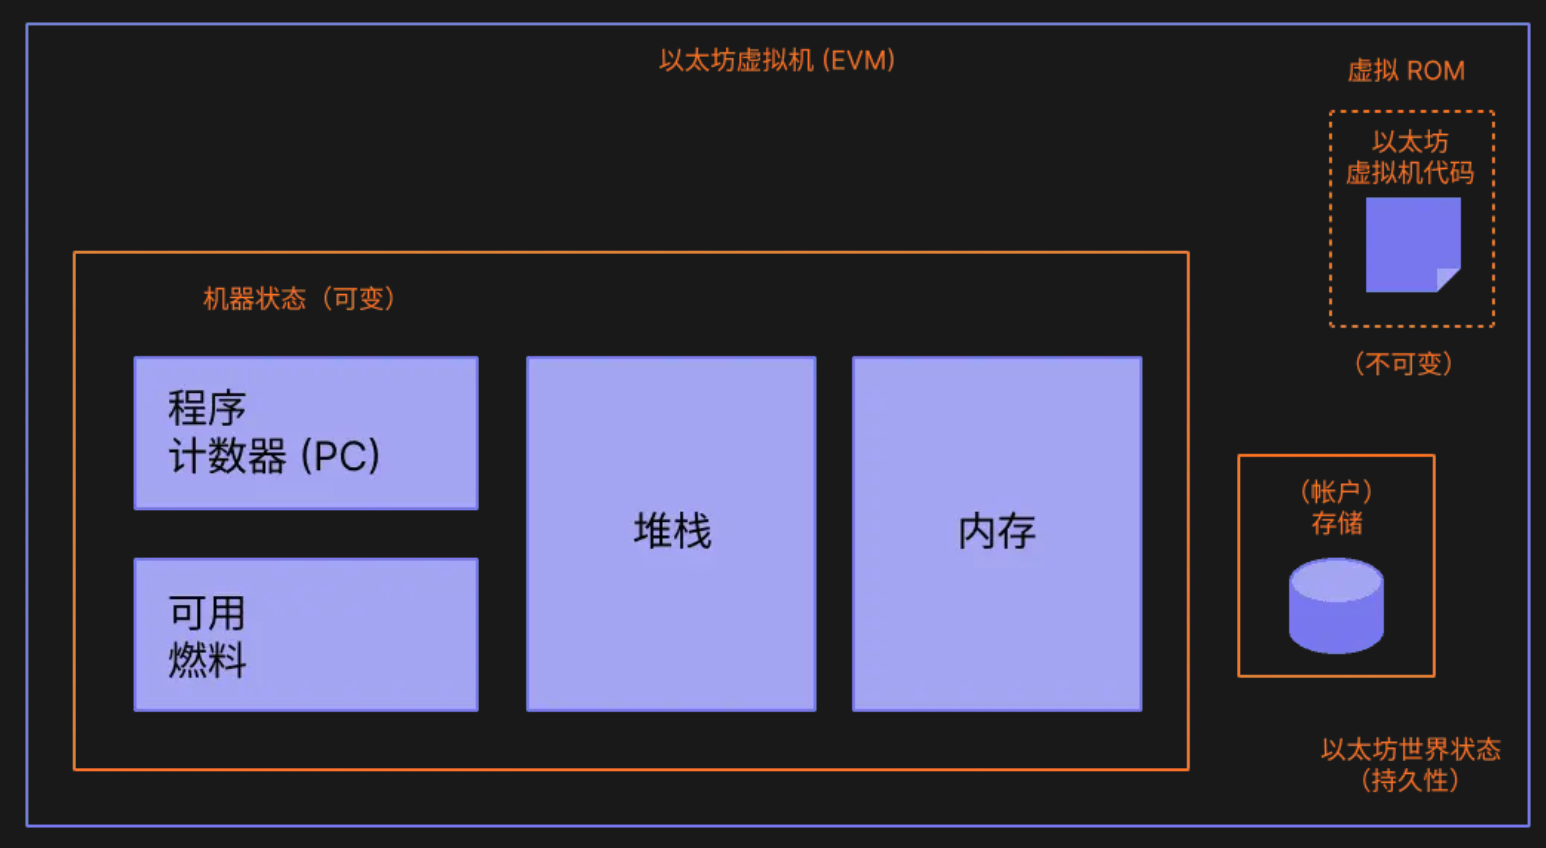 以太坊虚拟机 (EVM)
虚拟 ROM
以太坊
虚拟机代码
（不可变）
机器状态（可变）
程序
计数器 (PC)
可用
燃料
堆栈
内存
（帐户）
存储
以太坊世界状态
（持久性）